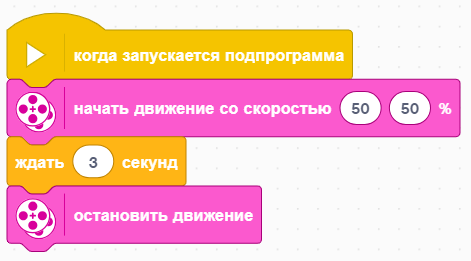 когда запускается подпрограмма
начать движение со скоростью 50 50 %
ждать 3 секунд
остановить движение